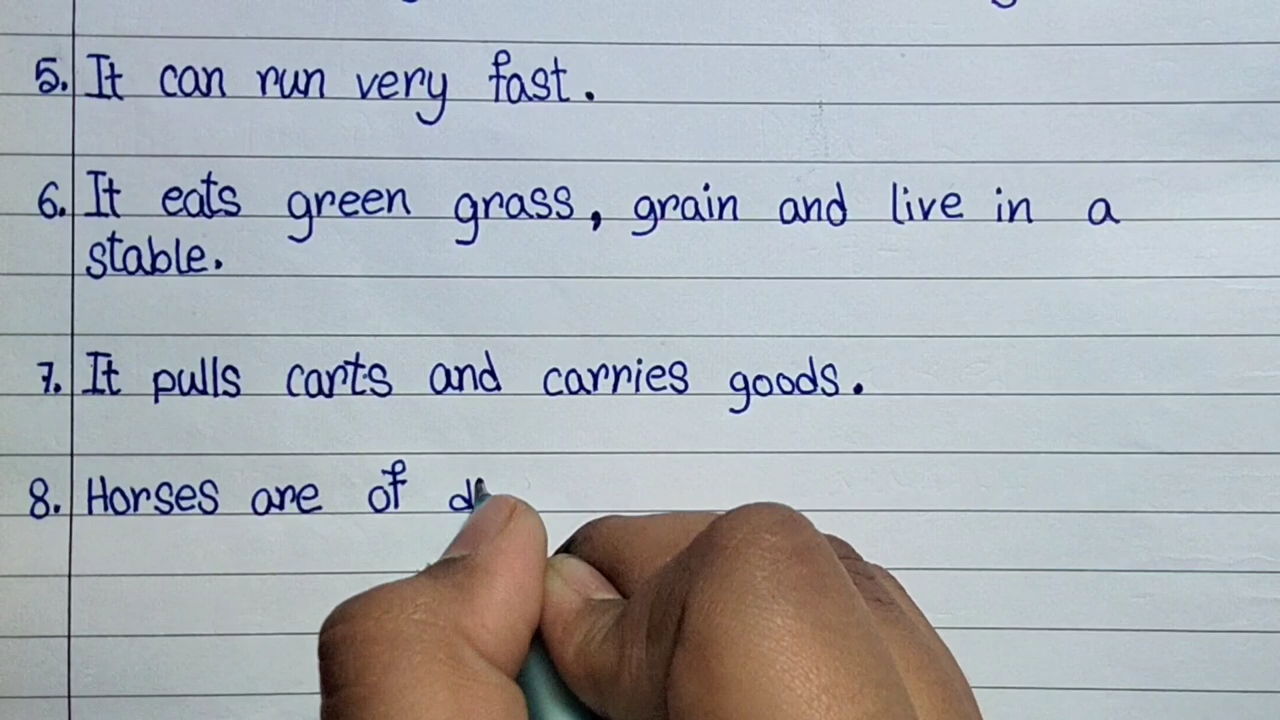 5. It can run very fast.
6. It eats green grass, grain and live in a
stable.
7. It pulls carts and carries goods.
8. Horses are of d